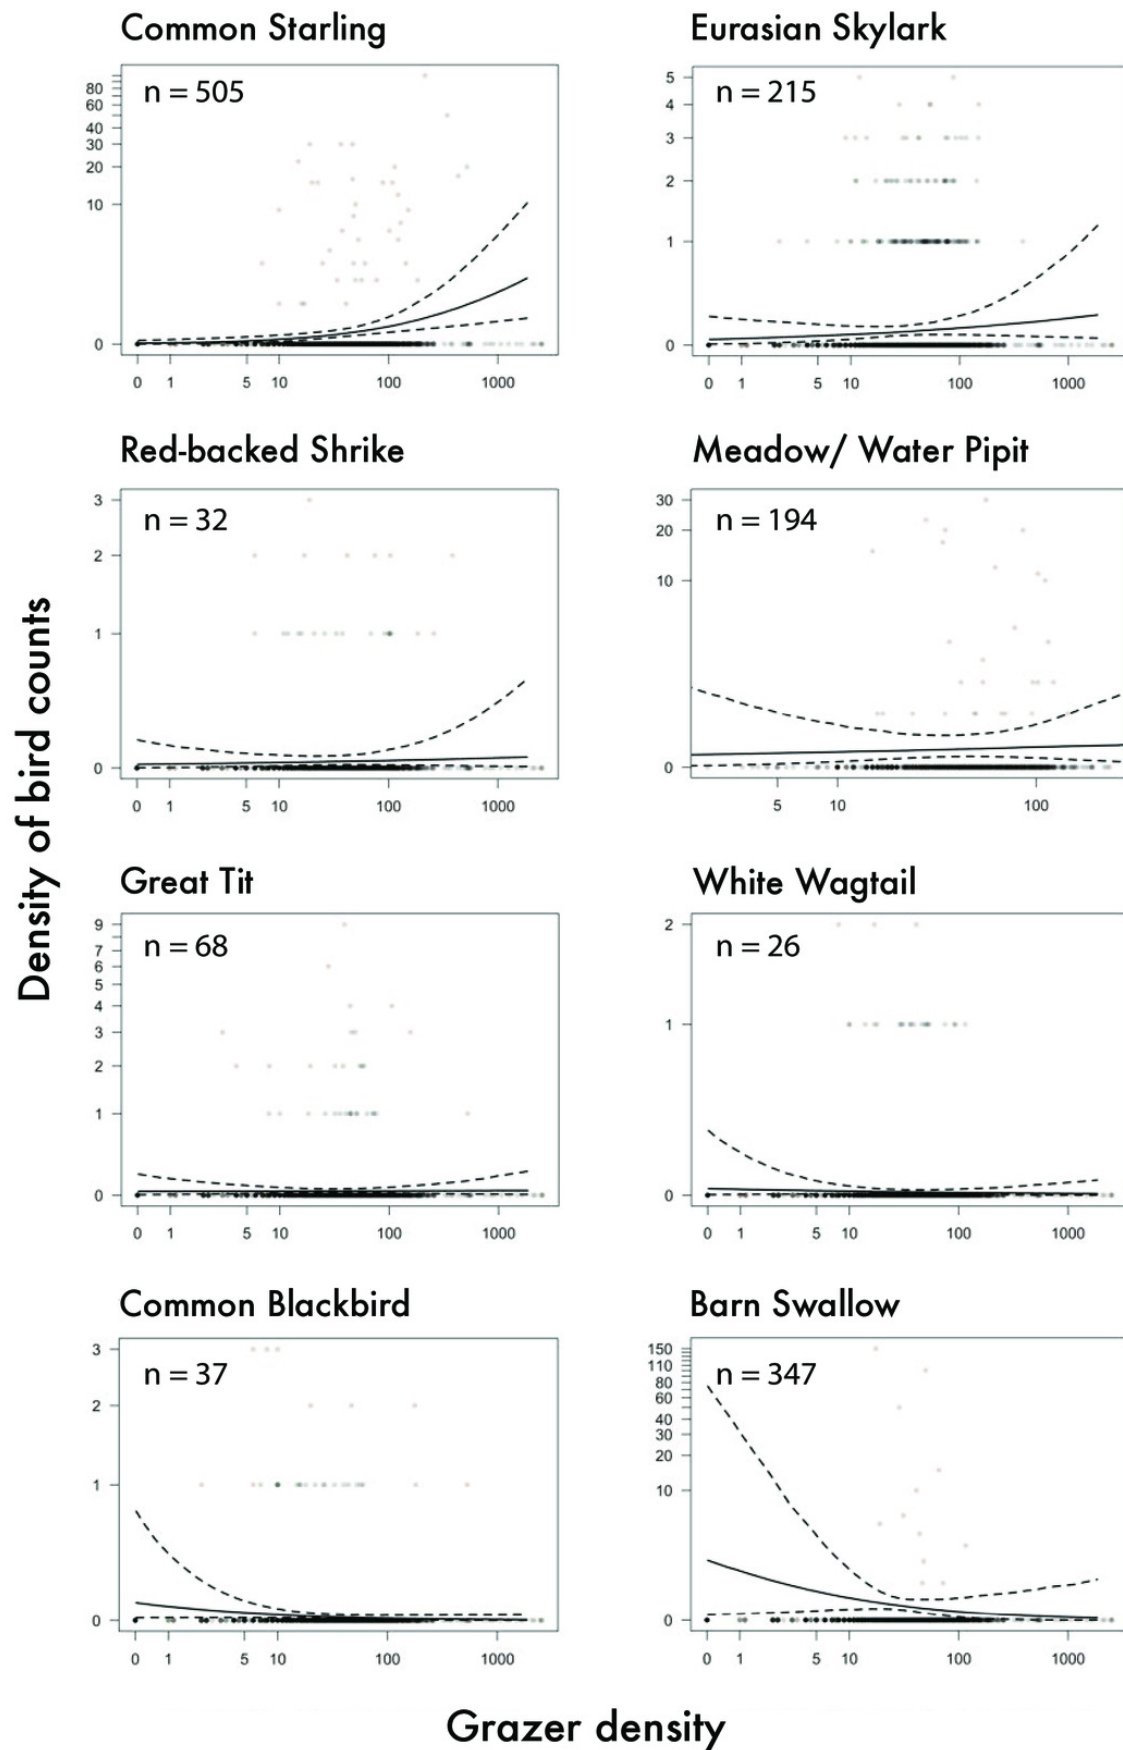 Common Starling
n = 505
80
60
40
30
20
10
0
0 1 5 10 100 1000
Eurasian Skylark
n = 215
5
4
3
2
1
0
0 1 5 10 100 1000
Red-backed Shrike
n = 32
3
2
1
0
0 1 5 10 100 1000
Meadow/ Water Pipit
n = 194
30
20
10
0
5 10 100
Great Tit
n = 68
9
7
6
5
4
3
2
1
0
0 1 5 10 100 1000
White Wagtail
n = 26
2
1
0
0 1 5 10 100 1000
Common Blackbird
n = 37
3
2
1
0
0 1 5 10 100 1000
Barn Swallow
n = 347
150
110
80
60
40
30
20
10
0
0 1 5 10 100 1000
Density of bird counts
Grazer density